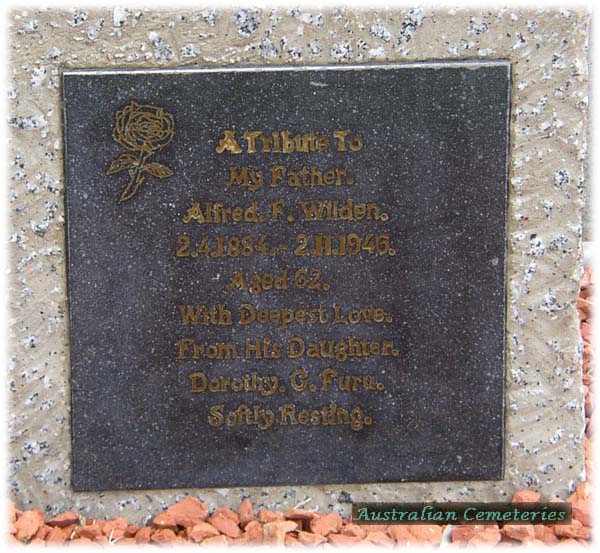 A Tribute To
My Father.
Alfred. F. Wilden.
2.4.1884. - 2.11.1946.
Aged 62.
With Deepest Love.
From His Daughter.
Dorothy. C. Furu.
Softly Resting.
Australian Cemeteries